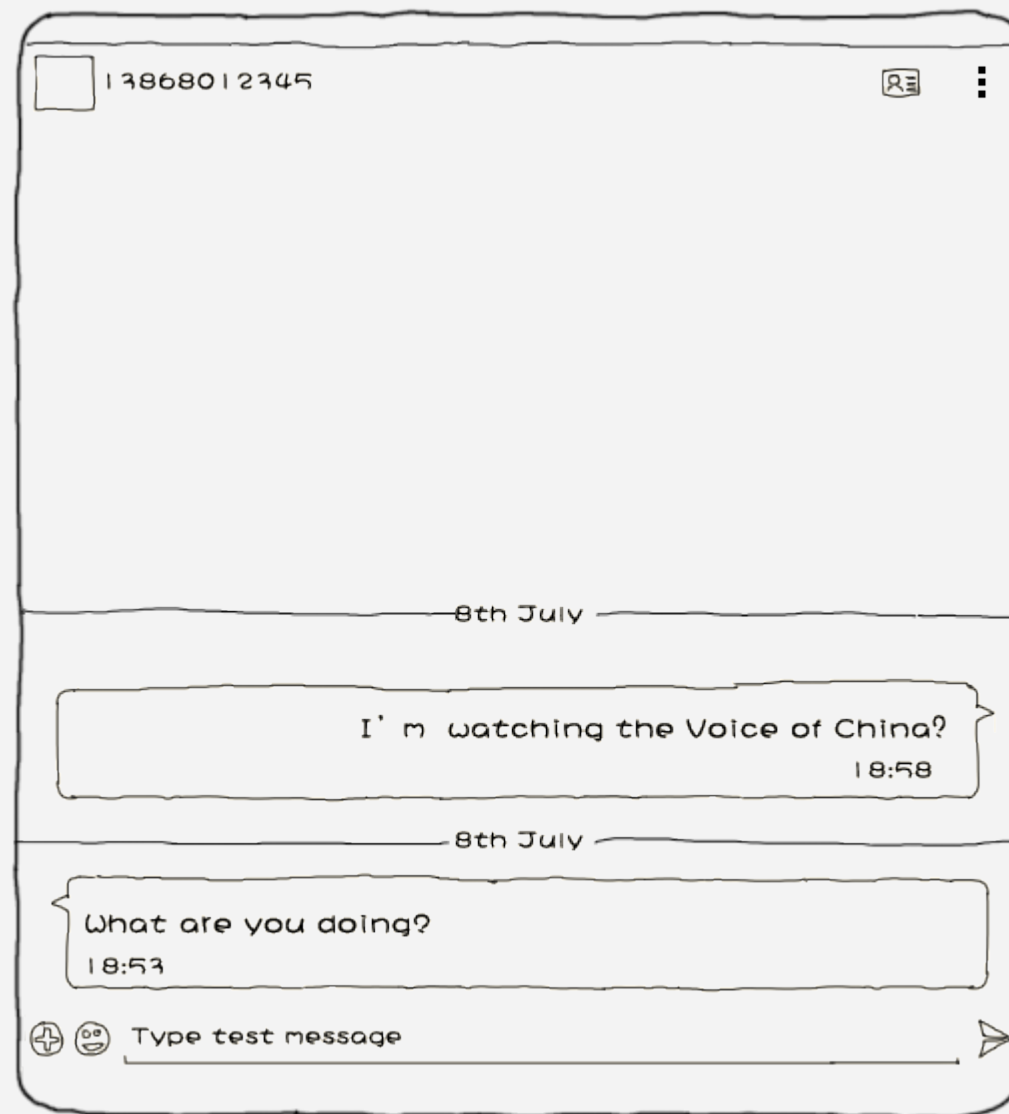 13868012345
8th July
I'm watching the Voice of China?
18:58
8th July
What are you doing?
18:53
Type test message